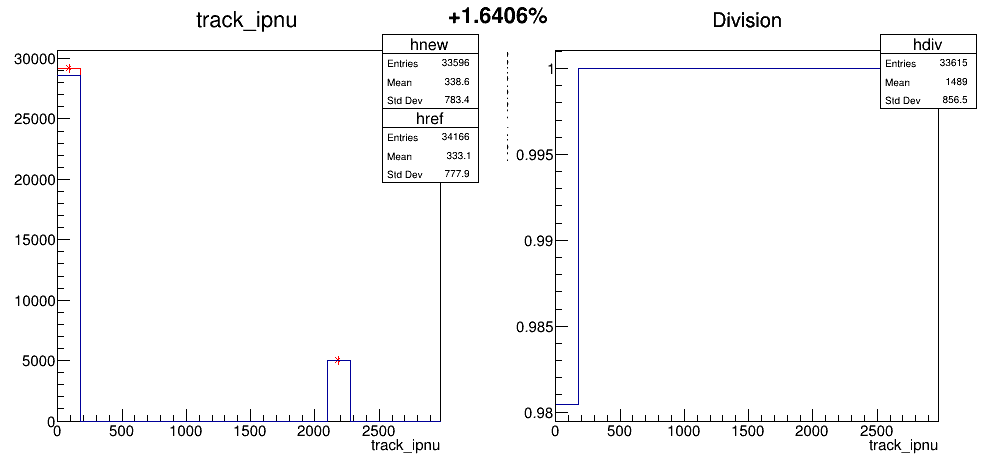 +1.6406%
track_ipnu
hnew
Entries 33596
Mean 338.6
Std Dev 783.4
href
Entries 34166
Mean 333.1
Std Dev 777.9
30000
25000
20000
15000
10000
5000
0
0 500 1000 1500 2000 2500
track_ipnu
Division
hdiv
Entries 33615
Mean 1489
Std Dev 856.5
1
0.995
0.99
0.985
0.98
0 500 1000 1500 2000 2500
track_ipnu